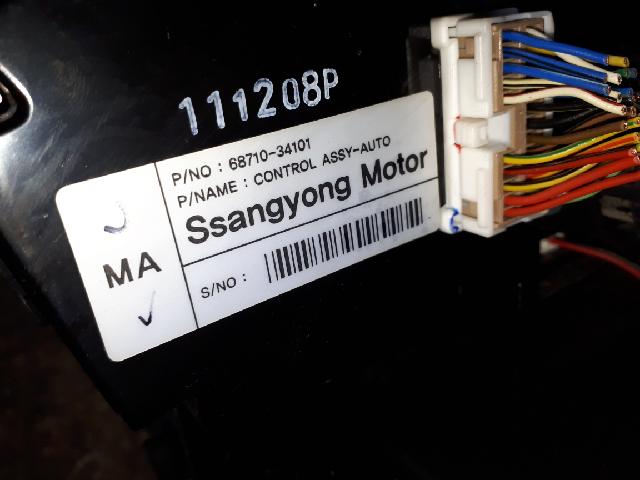 111208P
P/NO : 68710-34101
P/NAME : CONTROL ASSY-AUTO
Ssangyong Motor
MA
S/NO :